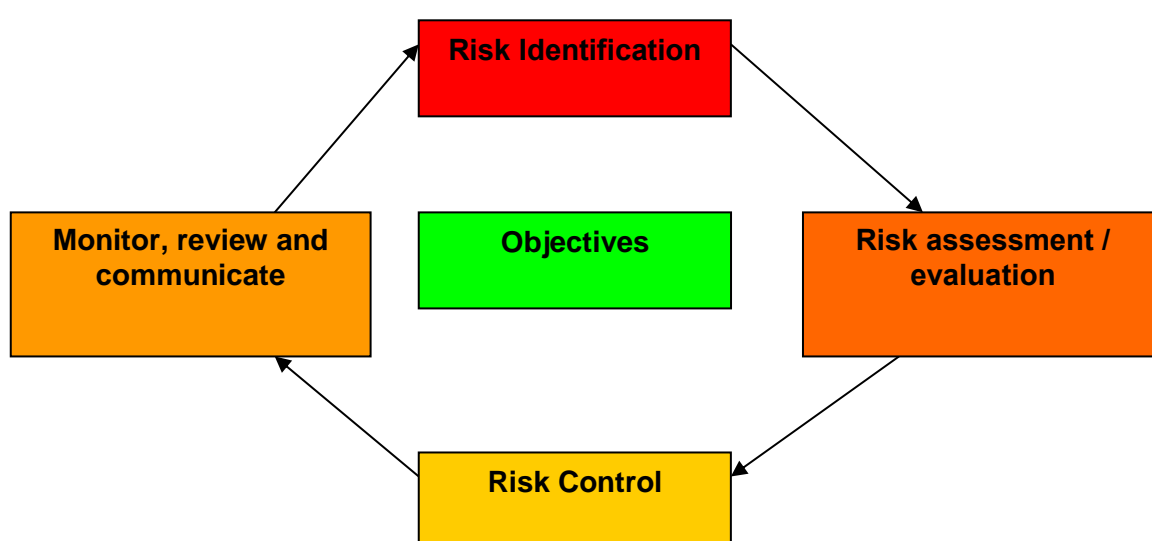 Risk Identification
Monitor, review and
communicate
Objectives
Risk assessment /
evaluation
Risk Control